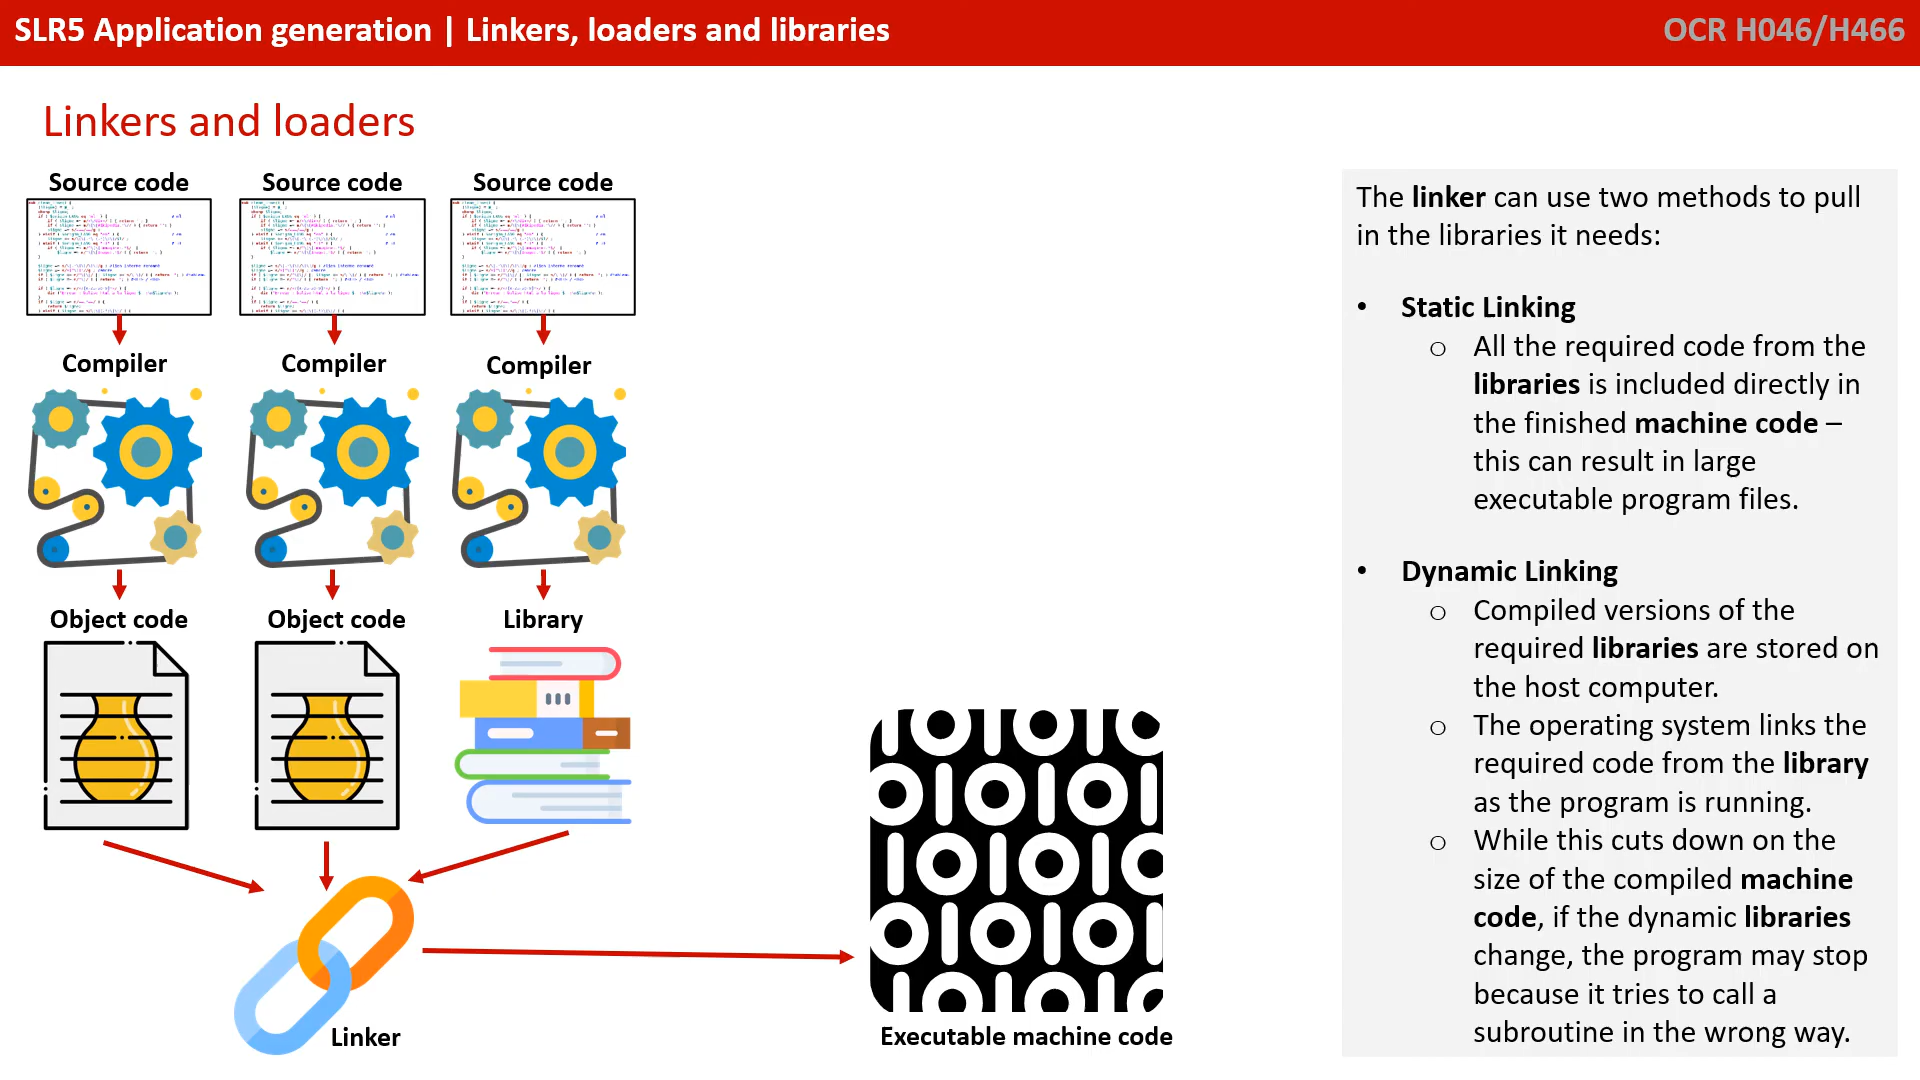 SLR5 Application generation | Linkers, loaders and libraries
OCR H046/H466
Linkers and loaders
Source code
Source code
Source code
Compiler
Compiler
Compiler
Object code
Object code
Library
Linker
Executable machine code
The linker can use two methods to pull
in the libraries it needs:
• Static Linking
o All the required code from the
libraries is included directly in
the finished machine code –
this can result in large
executable program files.
• Dynamic Linking
o Compiled versions of the
required libraries are stored on
the host computer.
o The operating system links the
required code from the library
as the program is running.
o While this cuts down on the
size of the compiled machine
code, if the dynamic libraries
change, the program may stop
because it tries to call a
subroutine in the wrong way.